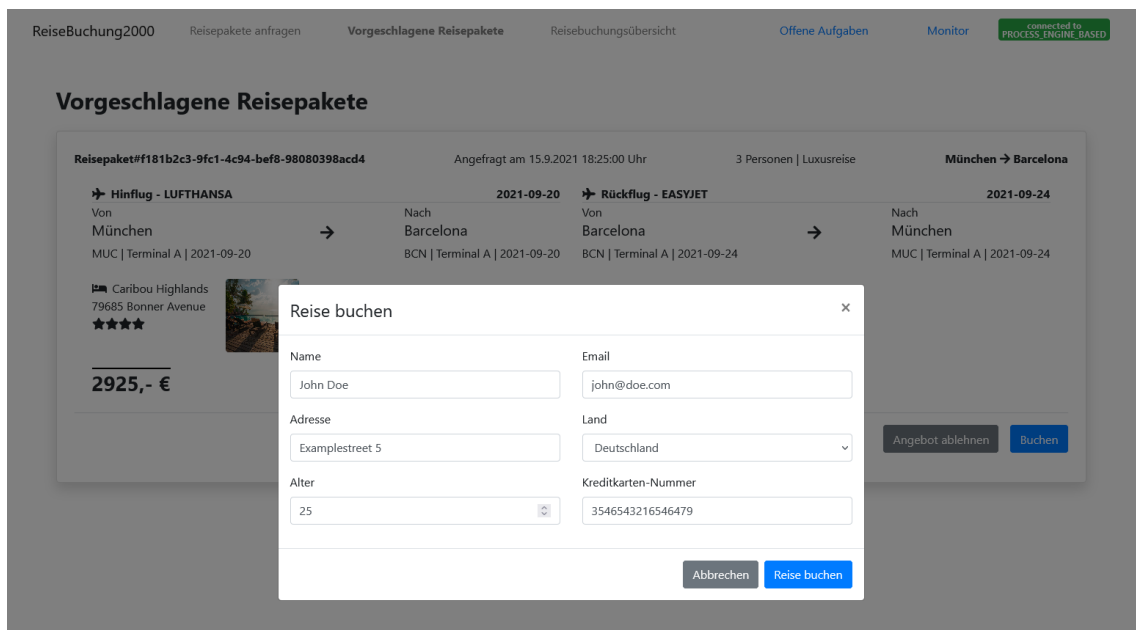 ReiseBuchung2000 Reisepakete anfragen Vorgeschlagene Reisepakete Reisebuchungsübersicht Offene Aufgaben Monitor connected to
PROCESS_ENGINE_BASED
Vorgeschlagene Reisepakete
Reisepaket#f181b2c3-9fc1-4c94-bef8-98080398acd4 Angefragt am 15.9.2021 18:25:00 Uhr 3 Personen | Luxusreise München → Barcelona
Hinflug - LUFTHANSA 2021-09-20 Rückflug - EASYJET 2021-09-24
Von Nach Von Nach
München → Barcelona Barcelona → München
MUC | Terminal A | 2021-09-20 BCN | Terminal A | 2021-09-20 BCN | Terminal A | 2021-09-24 MUC | Terminal A | 2021-09-24
Caribou Highlands
79685 Bonner Avenue
★★★★
2925,- €
Angebot ablehnen Buchen
Reise buchen ×
Name Email
John Doe john@doe.com
Adresse Land
Examplestreet 5 Deutschland
Alter Kreditkarten-Nummer
25 3546543216546479
Abbrechen Reise buchen